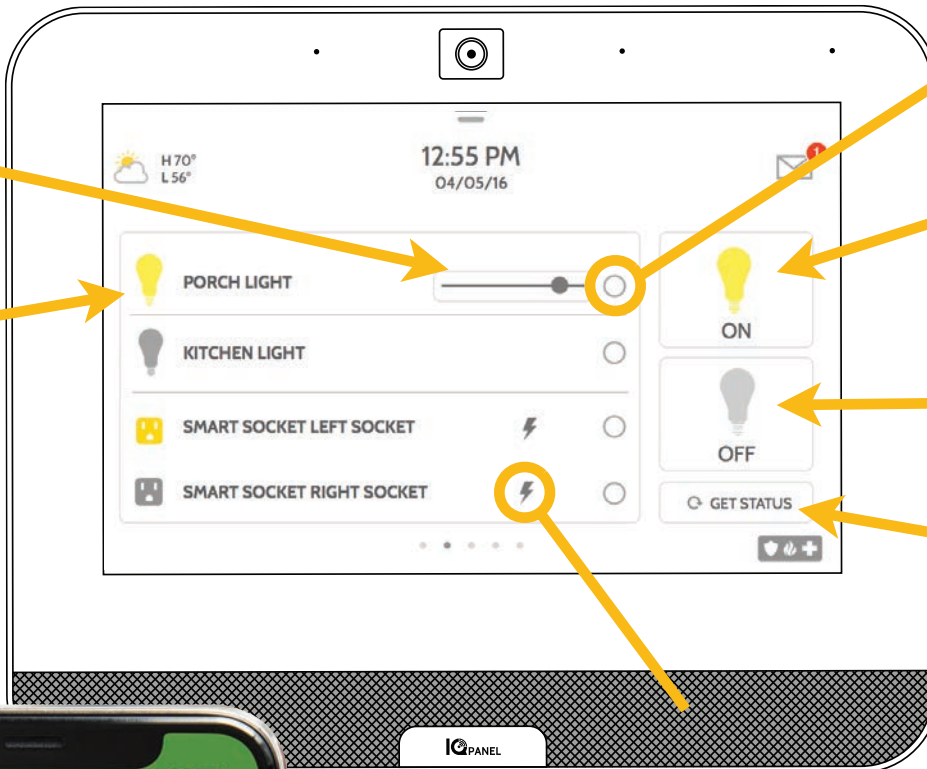 H 70°
L 56°
12:55 PM
04/05/16
1
PORCH LIGHT
ON
KITCHEN LIGHT
SMART SOCKET LEFT SOCKET
OFF
SMART SOCKET RIGHT SOCKET
GET STATUS
IQ PANEL